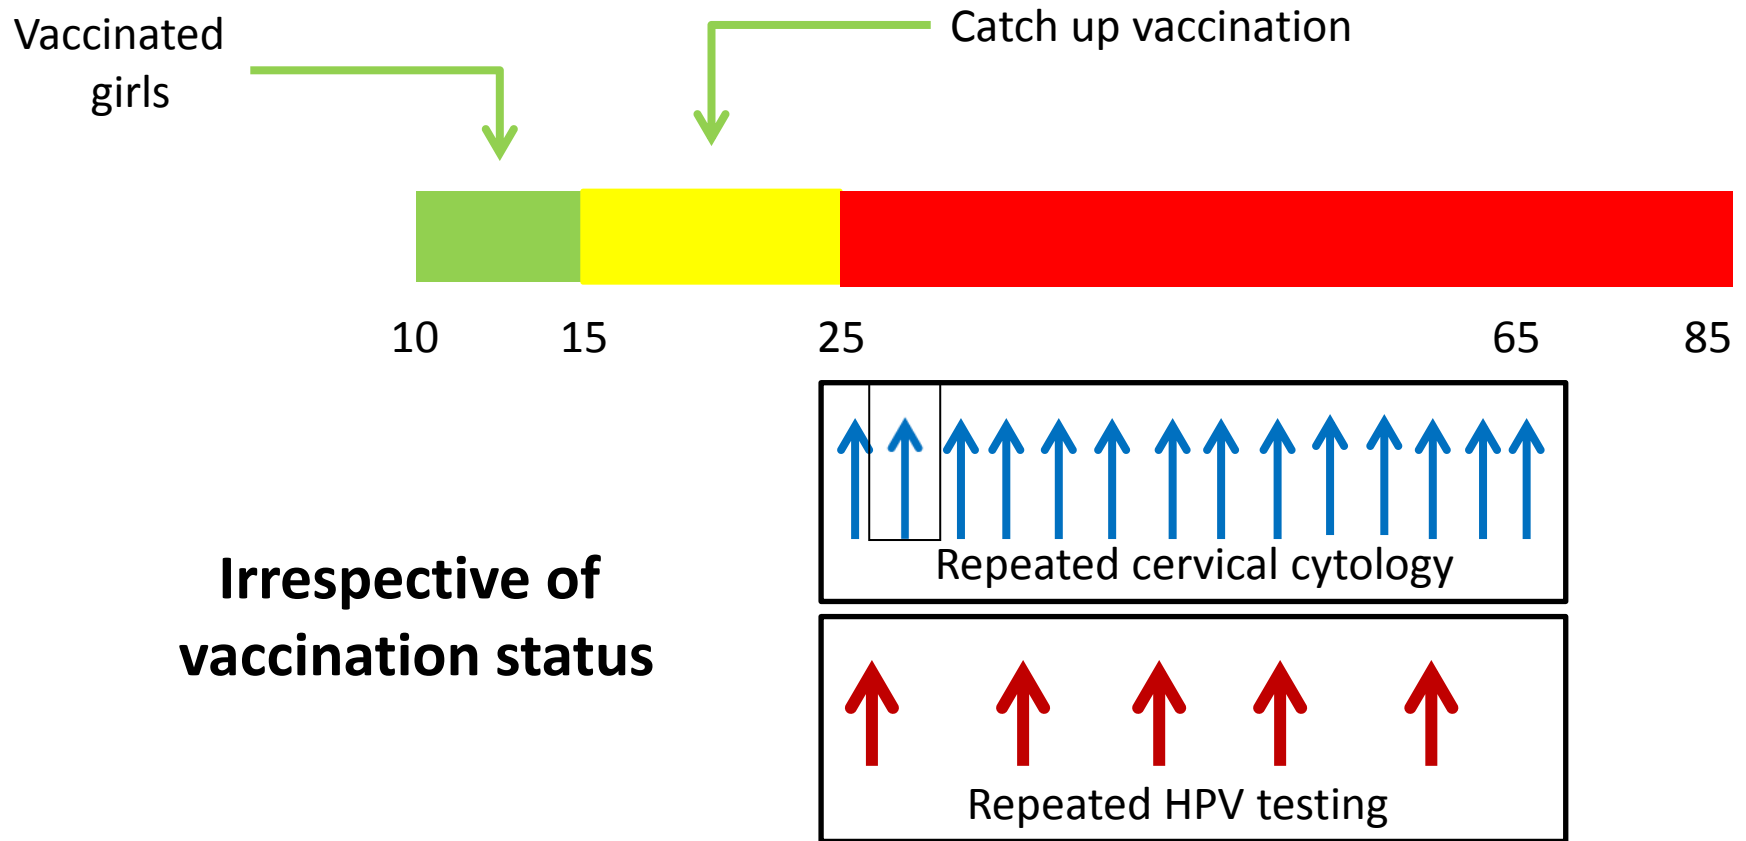 Vaccinated
girls
Catch up vaccination
10 15 25 65 85
Repeated cervical cytology
Irrespective of
vaccination status
Repeated HPV testing